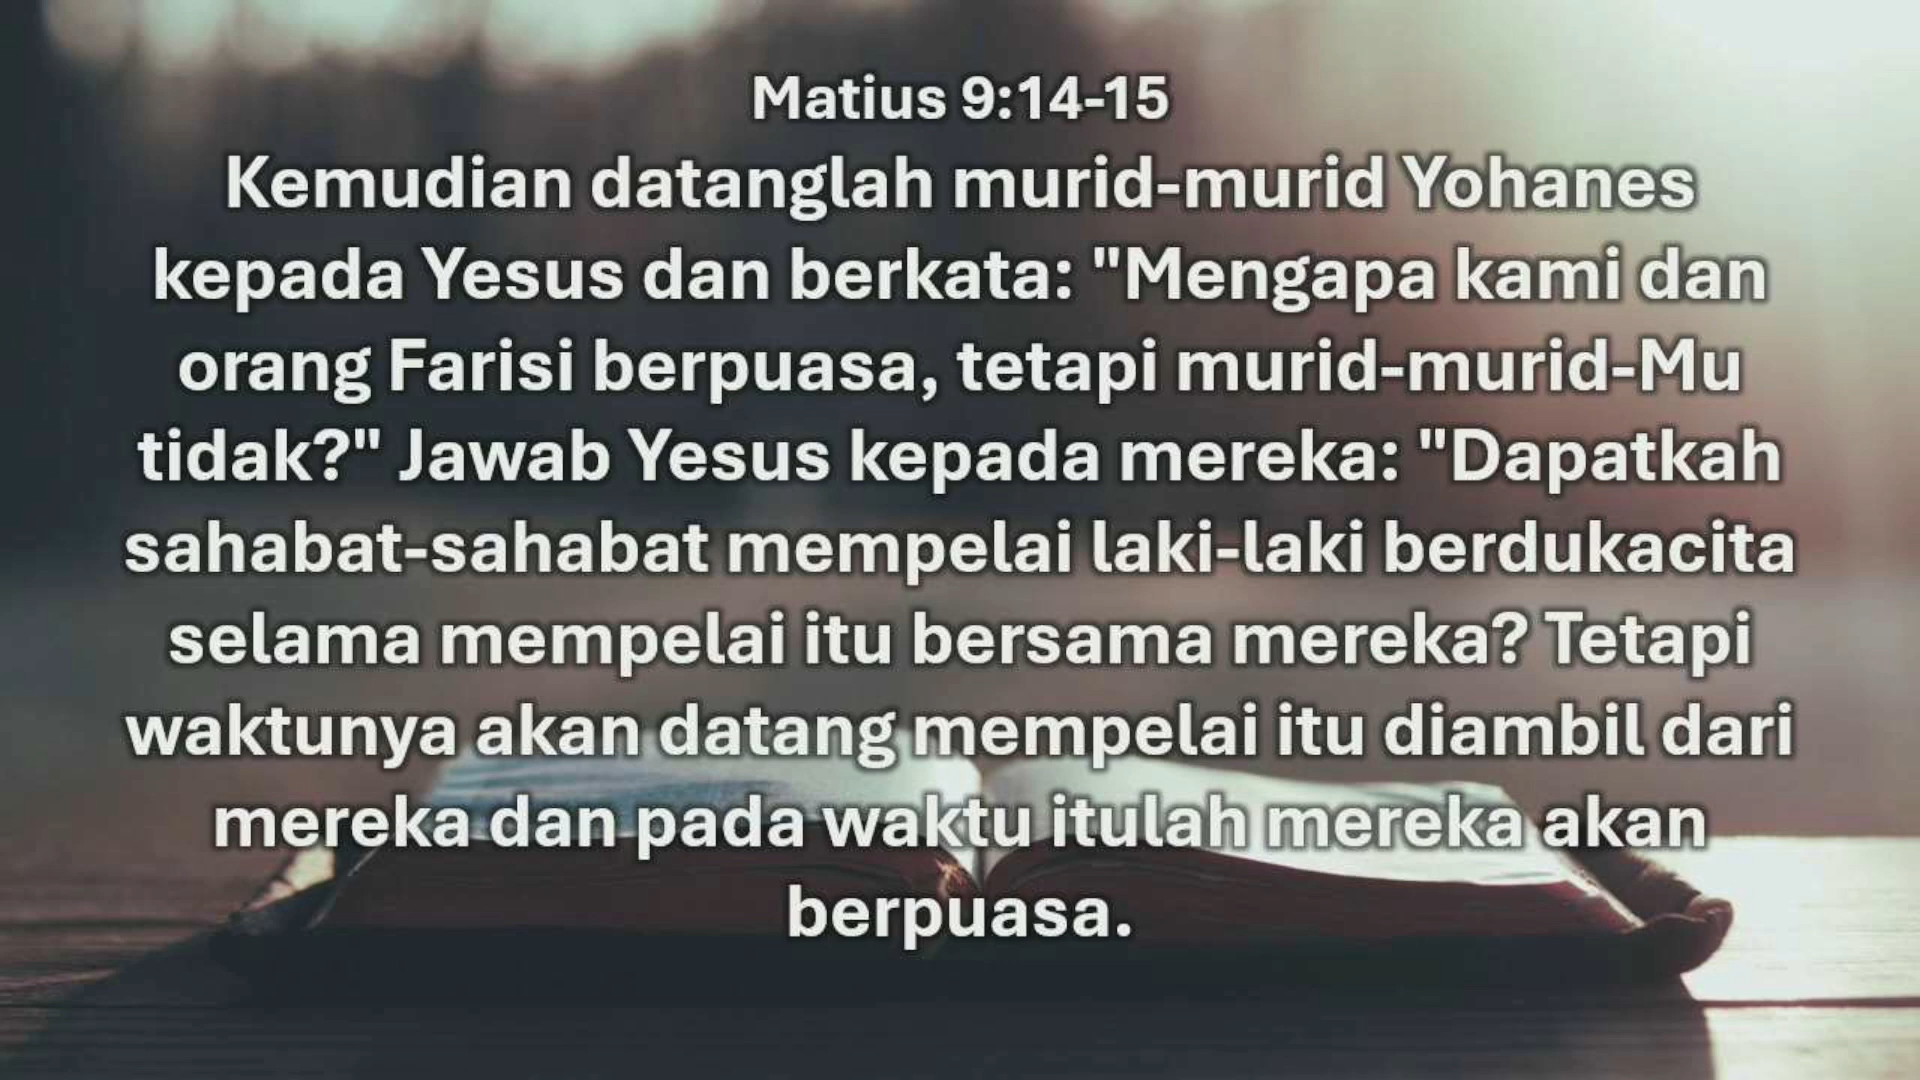 Matius 9:14-15
Kemudian datanglah murid-murid Yohanes
kepada Yesus dan berkata: "Mengapa kami dan
orang Farisi berpuasa, tetapi murid-murid-Mu
tidak?" Jawab Yesus kepada mereka: "Dapatkah
sahabat-sahabat mempelai laki-laki berdukacita
selama mempelai itu bersama mereka? Tetapi
waktunya akan datang mempelai itu diambil dari
mereka dan pada waktu itulah mereka akan
berpuasa.